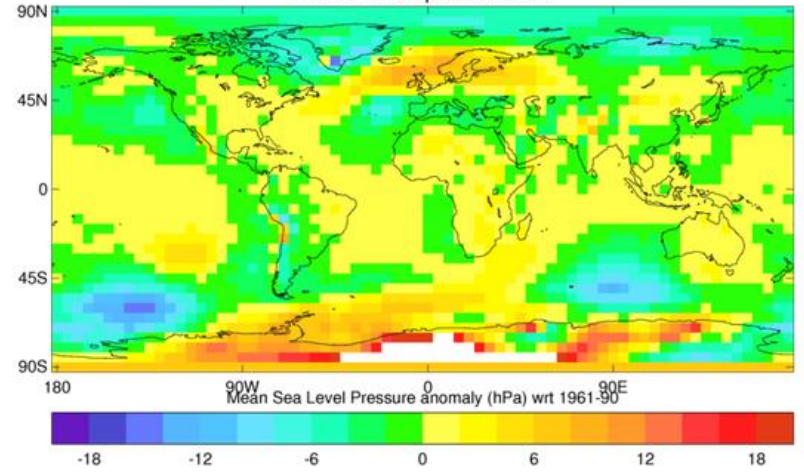 90N
45N
0
45S
90S
180 90W 0 90E
Mean Sea Level Pressure anomaly (hPa) wrt 1961-90
-18 -12 -6 0 6 12 18